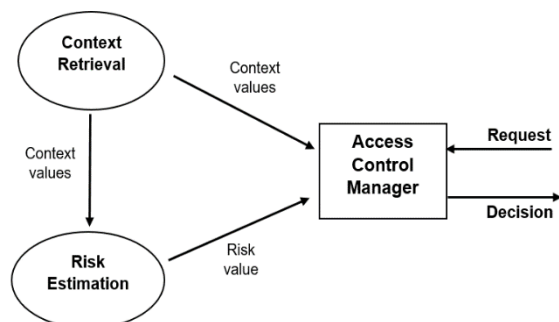 Context
Retrieval
Context
values
Access
Control
Manager
Request
Decision
Context
values
Risk
value
Risk
Estimation